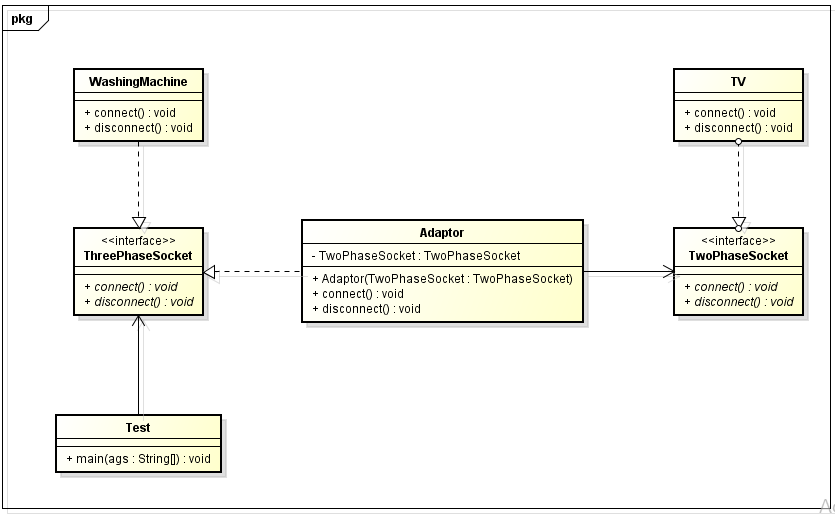 pkg
WashingMachine
+ connect() : void
+ disconnect() : void
TV
+ connect() : void
+ disconnect() : void
<<interface>>
ThreePhaseSocket
+ connect() : void
+ disconnect() : void
Adaptor
- TwoPhaseSocket : TwoPhaseSocket
+ Adaptor(TwoPhaseSocket : TwoPhaseSocket)
+ connect() : void
+ disconnect() : void
<<interface>>
TwoPhaseSocket
+ connect() : void
+ disconnect() : void
Test
+ main(ags : String[]) : void